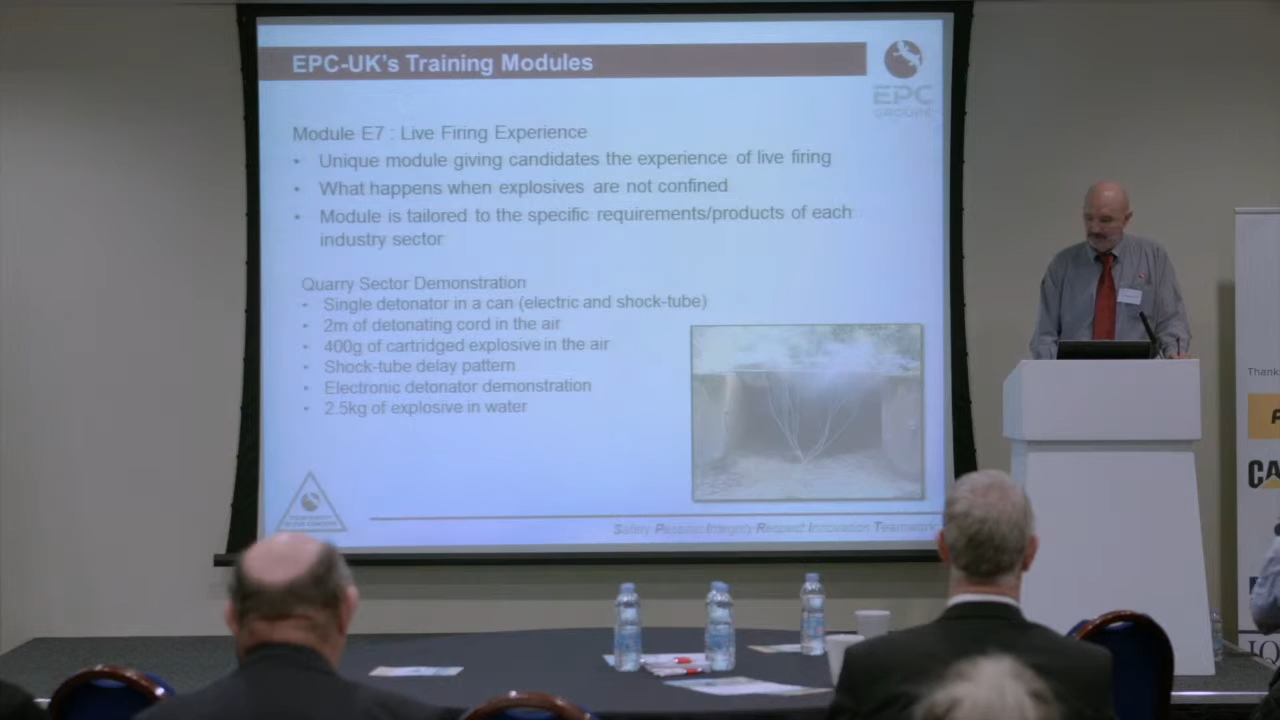 EPC-UK's Training Modules
EPC
GROUPE
Module E7 : Live Firing Experience
• Unique module giving candidates the experience of live firing
• What happens when explosives are not confined
• Module is tailored to the specific requirements/products of each
industry sector
Quarry Sector Demonstration
• Single detonator in a can (electric and shock-tube)
• 2m of detonating cord in the air
• 400g of cartridged explosive in the air
• Shock-tube delay pattern
• Electronic detonator demonstration
• 2.5kg of explosive in water
Safety Passion Integrity Respect Innovation Teamwork
Thank
CA
IQ